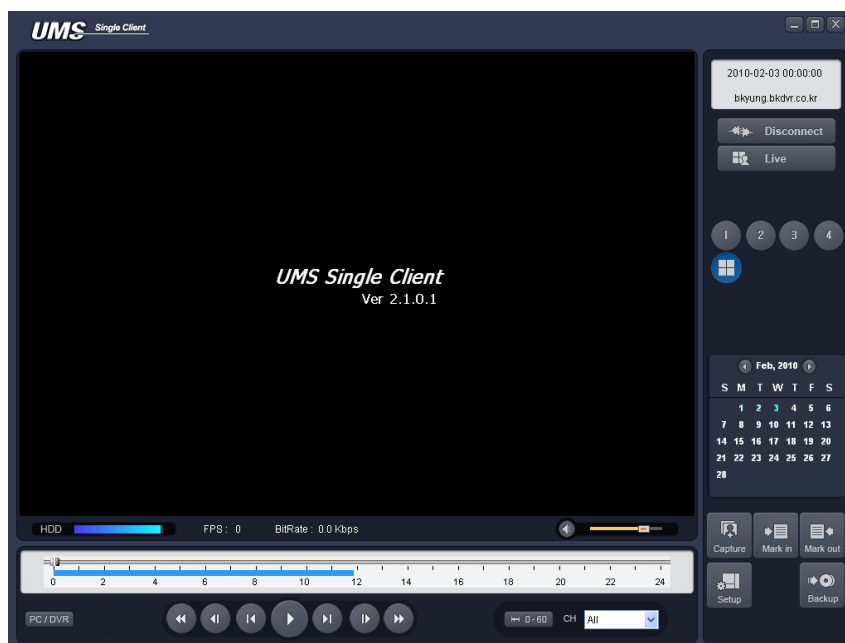 UMS Single Client
2010-02-03 00:00:00
bkyung.bkdvr.co.kr
Disconnect
Live
1 2 3 4
UMS Single Client
Ver 2.1.0.1
Feb, 2010
S M T W T F S
1 2 3 4 5 6
7 8 9 10 11 12 13
14 15 16 17 18 19 20
21 22 23 24 25 26 27
28
HDD FPS : 0 BitRate : 0.0 Kbps
Capture Mark in Mark out
0 2 4 6 8 10 12 14 16 18 20 22 24
Setup Backup
PC / DVR 0 - 60 CH All